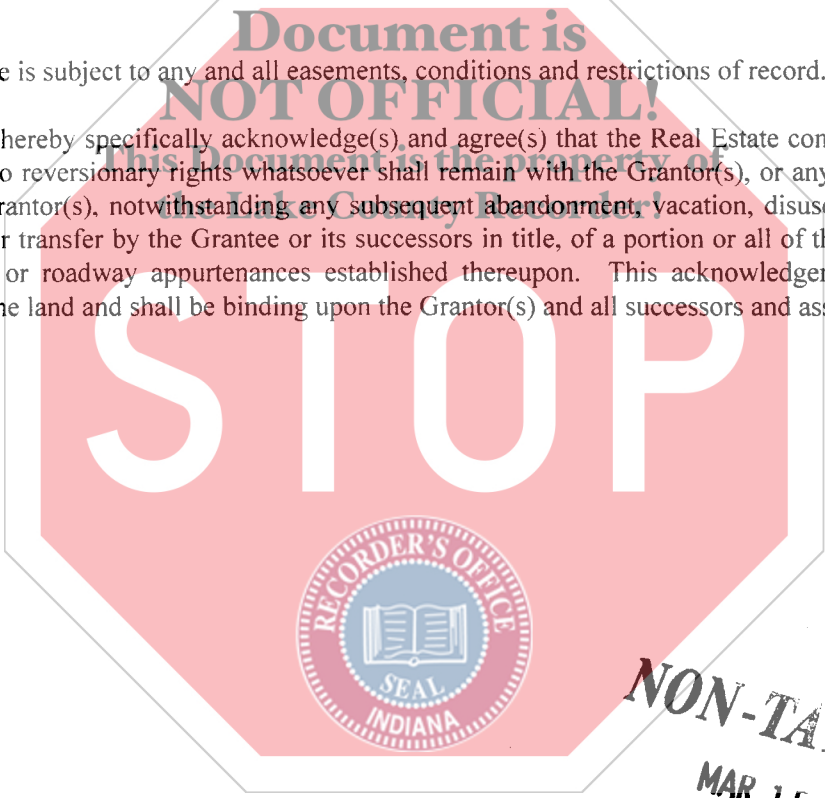 Document is
e is subject to any and all easements, conditions and restrictions of record.
NOT OFFICIAL!
hereby specifically acknowledge(s) and agree(s) that the Real Estate con
This Document is the property of
o reversionary rights whatsoever shall remain with the Grantor(s), or any
the Lake County Recorder!
rantor(s), notwithstanding any subsequent abandonment, vacation, disus
r transfer by the Grantee or its successors in title, of a portion or all of th
or roadway appurtenances established thereupon. This acknowledger
he land and shall be binding upon the Grantor(s) and all successors and ass
STOP
RECORDER'S OFFICE
SEAL
INDIANA
NON-TA
MAR 1